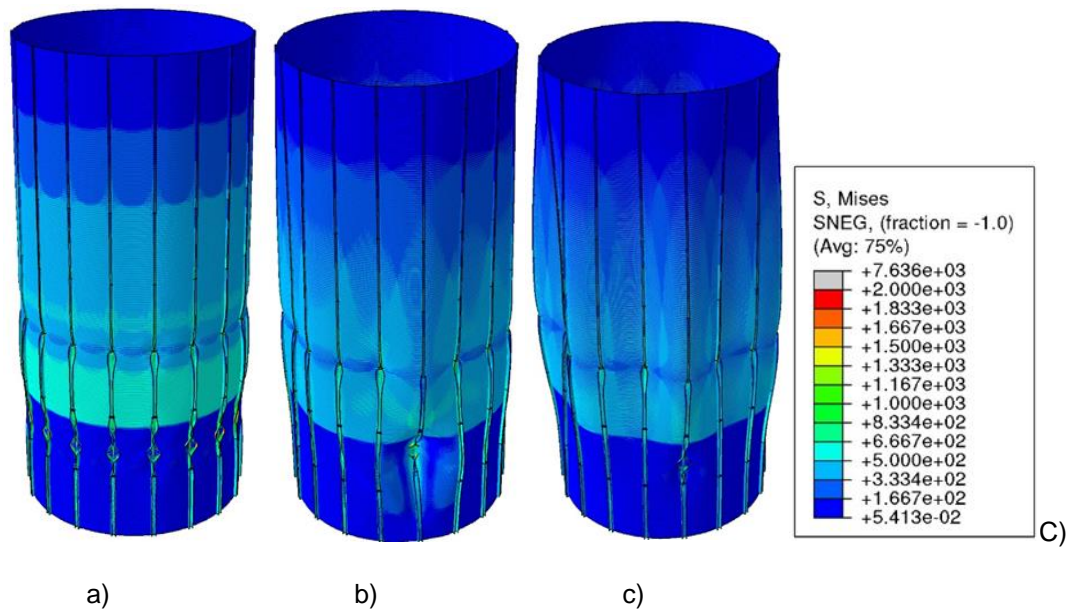 S, Mises
SNEG, (fraction = -1.0)
(Avg: 75%)
+7.636e+03
+2.000e+03
+1.833e+03
+1.667e+03
+1.500e+03
+1.333e+03
+1.167e+03
+1.000e+03
+8.334e+02
+6.667e+02
+5.000e+02
+3.334e+02
+1.667e+02
+5.413e-02
C)
a) b) c)